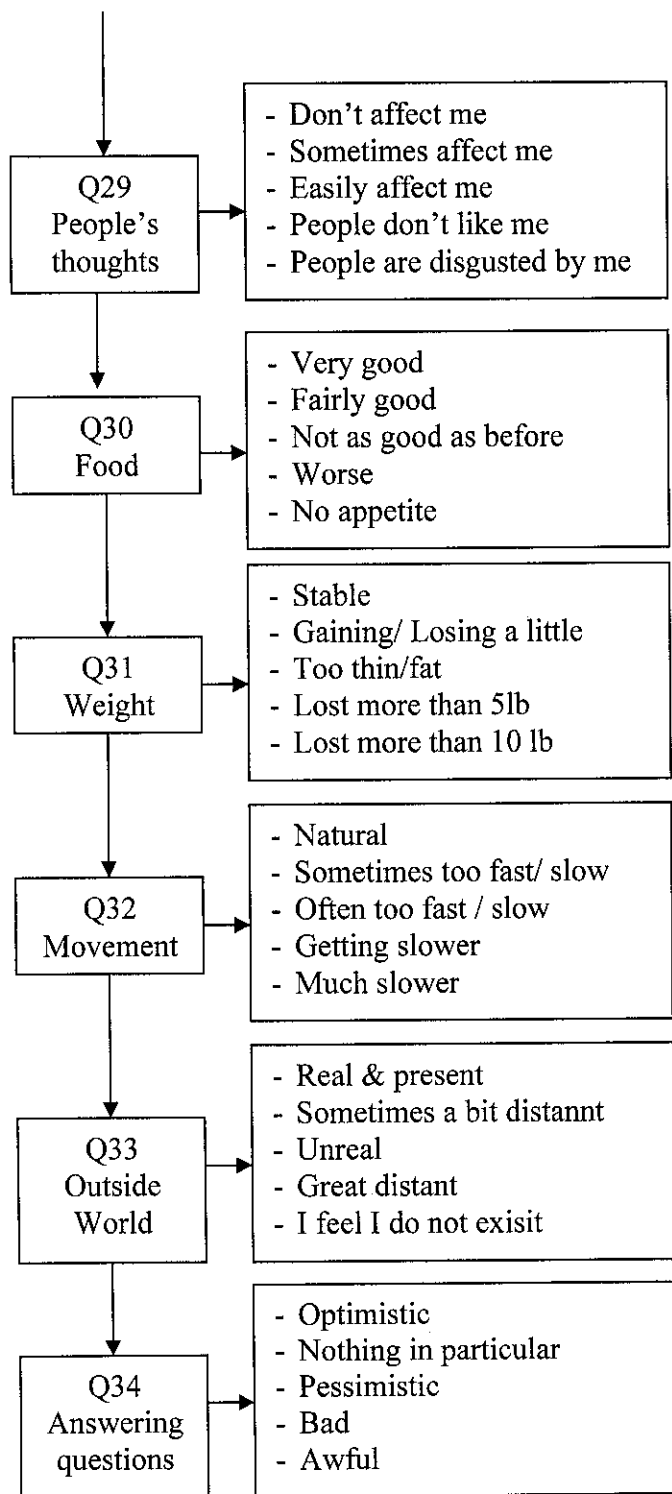 Q29
People's
thoughts
- Don't affect me
- Sometimes affect me
- Easily affect me
- People don't like me
- People are disgusted by me
Q30
Food
- Very good
- Fairly good
- Not as good as before
- Worse
- No appetite
Q31
Weight
- Stable
- Gaining/ Losing a little
- Too thin/fat
- Lost more than 5lb
- Lost more than 10 lb
Q32
Movement
- Natural
- Sometimes too fast/ slow
- Often too fast / slow
- Getting slower
- Much slower
Q33
Outside
World
- Real & present
- Sometimes a bit distannt
- Unreal
- Great distant
- I feel I do not exisit
Q34
Answering
questions
- Optimistic
- Nothing in particular
- Pessimistic
- Bad
- Awful